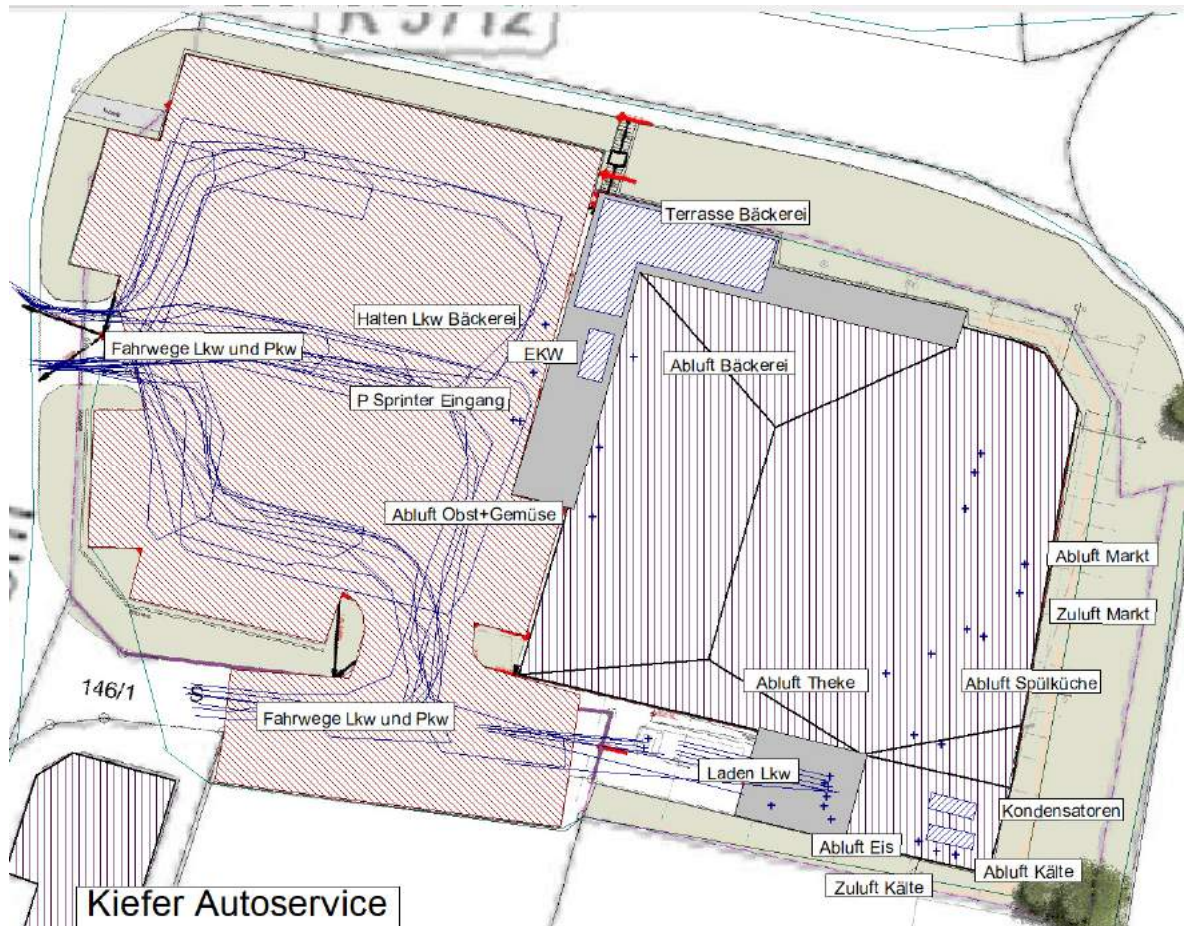 K 5712
Terrasse Bäckerei
Halten Lkw Bäckerei
Fahrwege Lkw und Pkw
EKW
Abluft Bäckerei
P Sprinter Eingang
Abluft Obst+Gemüse
Abluft Markt
Zuluft Markt
146/1
S
Abluft Theke
Abluft Spülküche
Fahrwege Lkw und Pkw
Laden Lkw
Kondensatoren
Abluft Eis
Abluft Kälte
Zuluft Kälte
Kiefer Autoservice